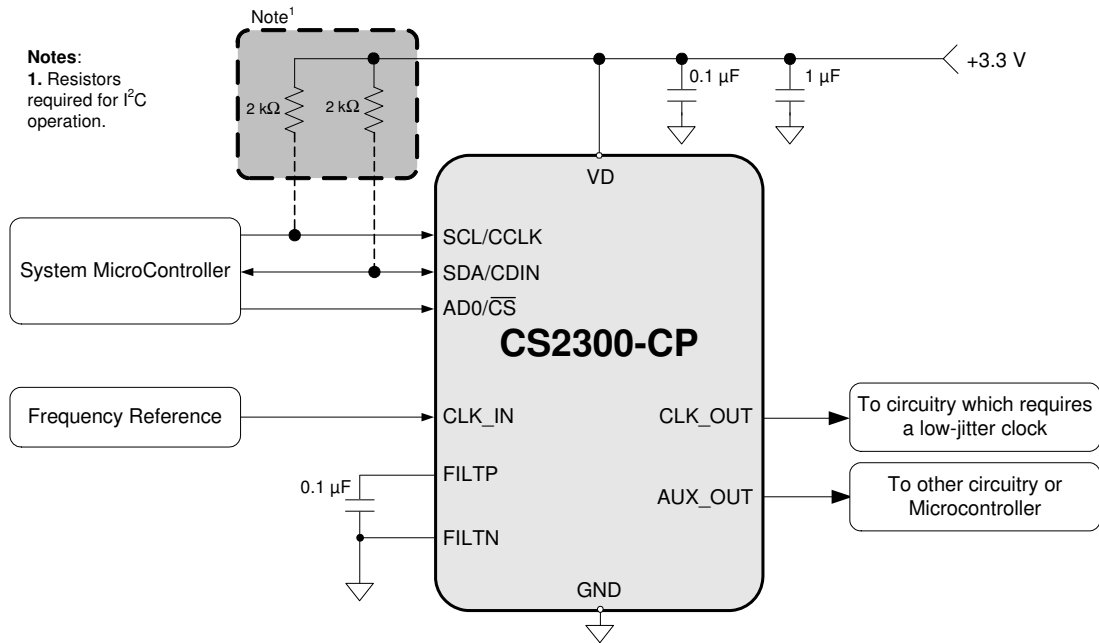 Note¹
Notes:
1. Resistors
required for I²C
operation.
+3.3 V
0.1 µF
1 µF
2 kΩ
2 kΩ
VD
System MicroController
SCL/CCLK
SDA/CDIN
AD0/C̅S̅
CS2300-CP
Frequency Reference
CLK_IN
CLK_OUT
To circuitry which requires
a low-jitter clock
FILTP
0.1 µF
AUX_OUT
To other circuitry or
Microcontroller
FILTN
GND